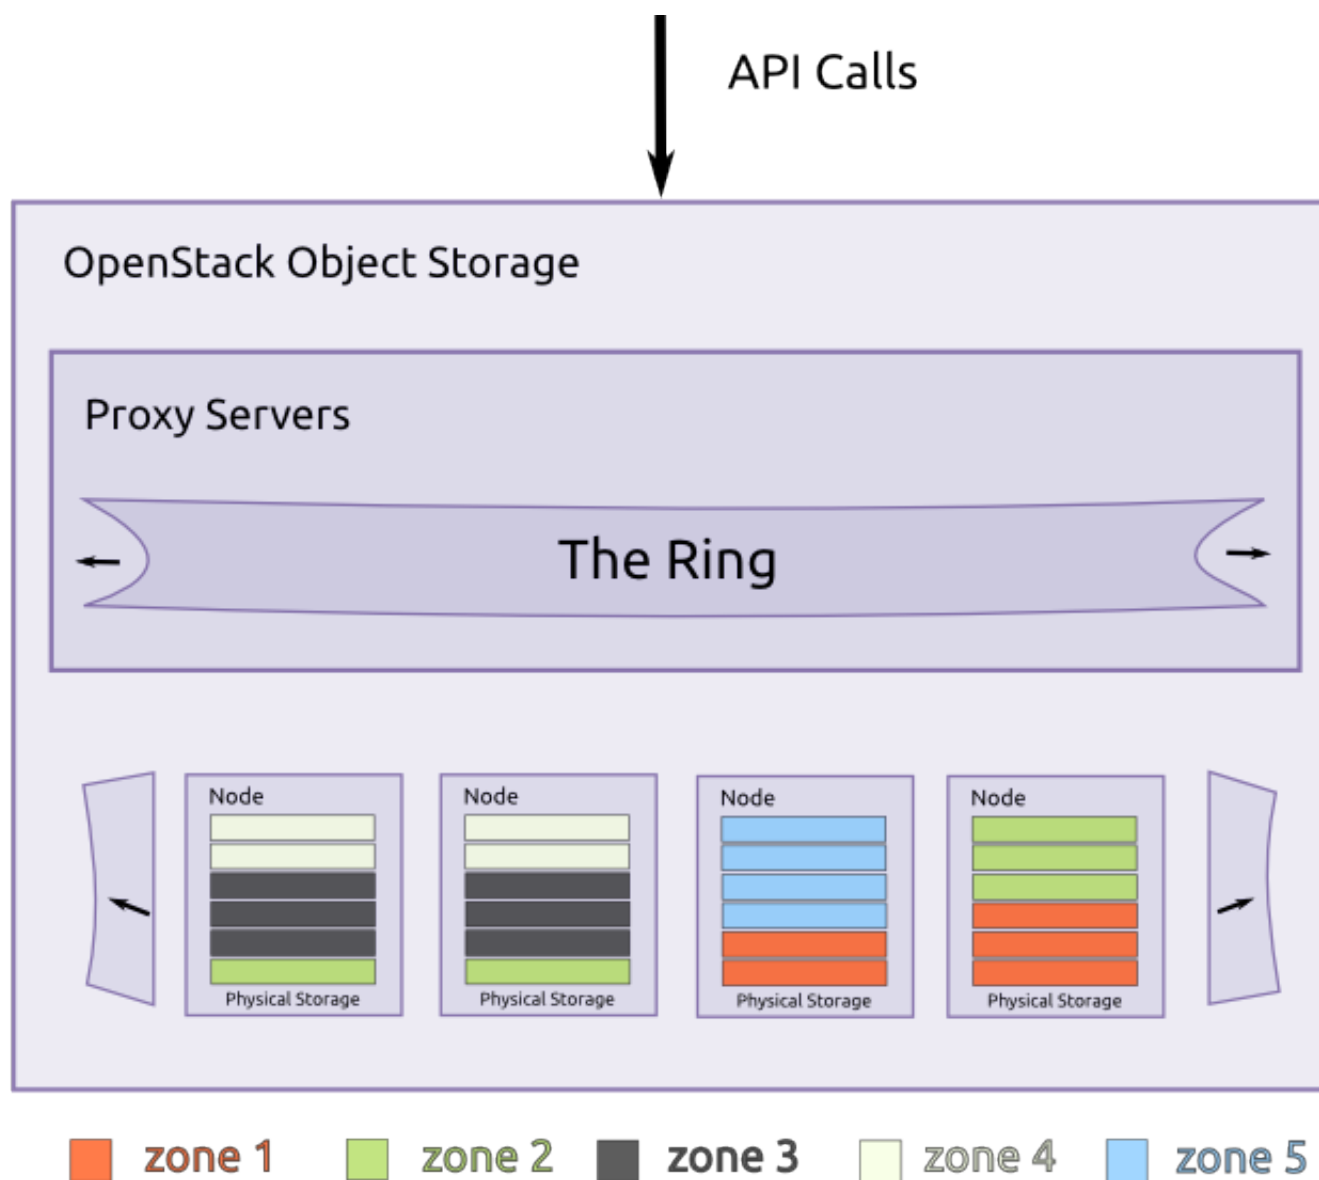 API Calls
OpenStack Object Storage
Proxy Servers
The Ring
Node
Node
Node
Node
Physical Storage
Physical Storage
Physical Storage
Physical Storage
zone 1
zone 2
zone 3
zone 4
zone 5